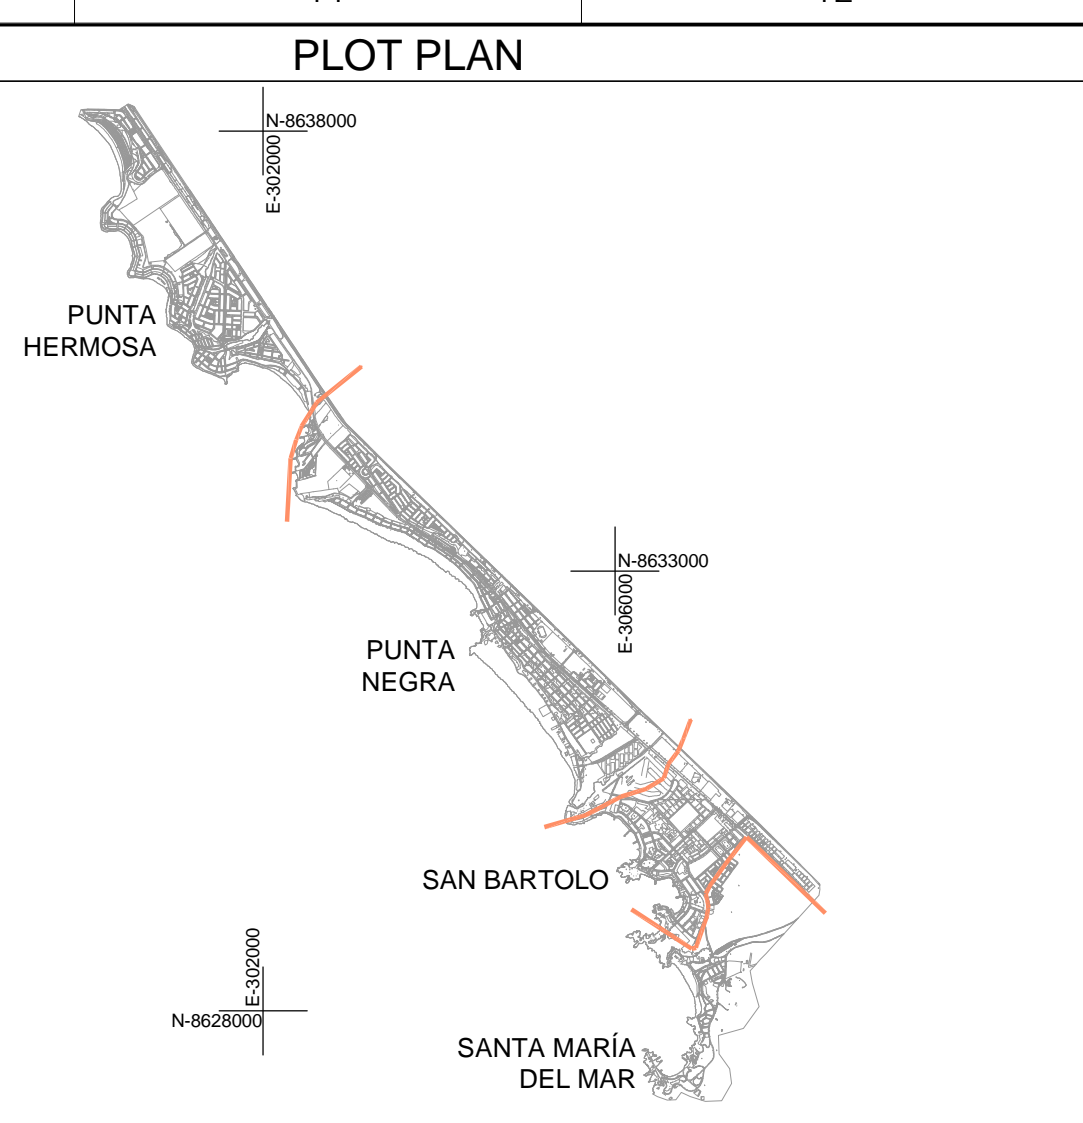 PLOT PLAN
N-8638000
E-302000
PUNTA
HERMOSA
N-8633000
E-306000
PUNTA
NEGRA
SAN BARTOLO
E-302000
N-8628000
SANTA MARÍA
DEL MAR